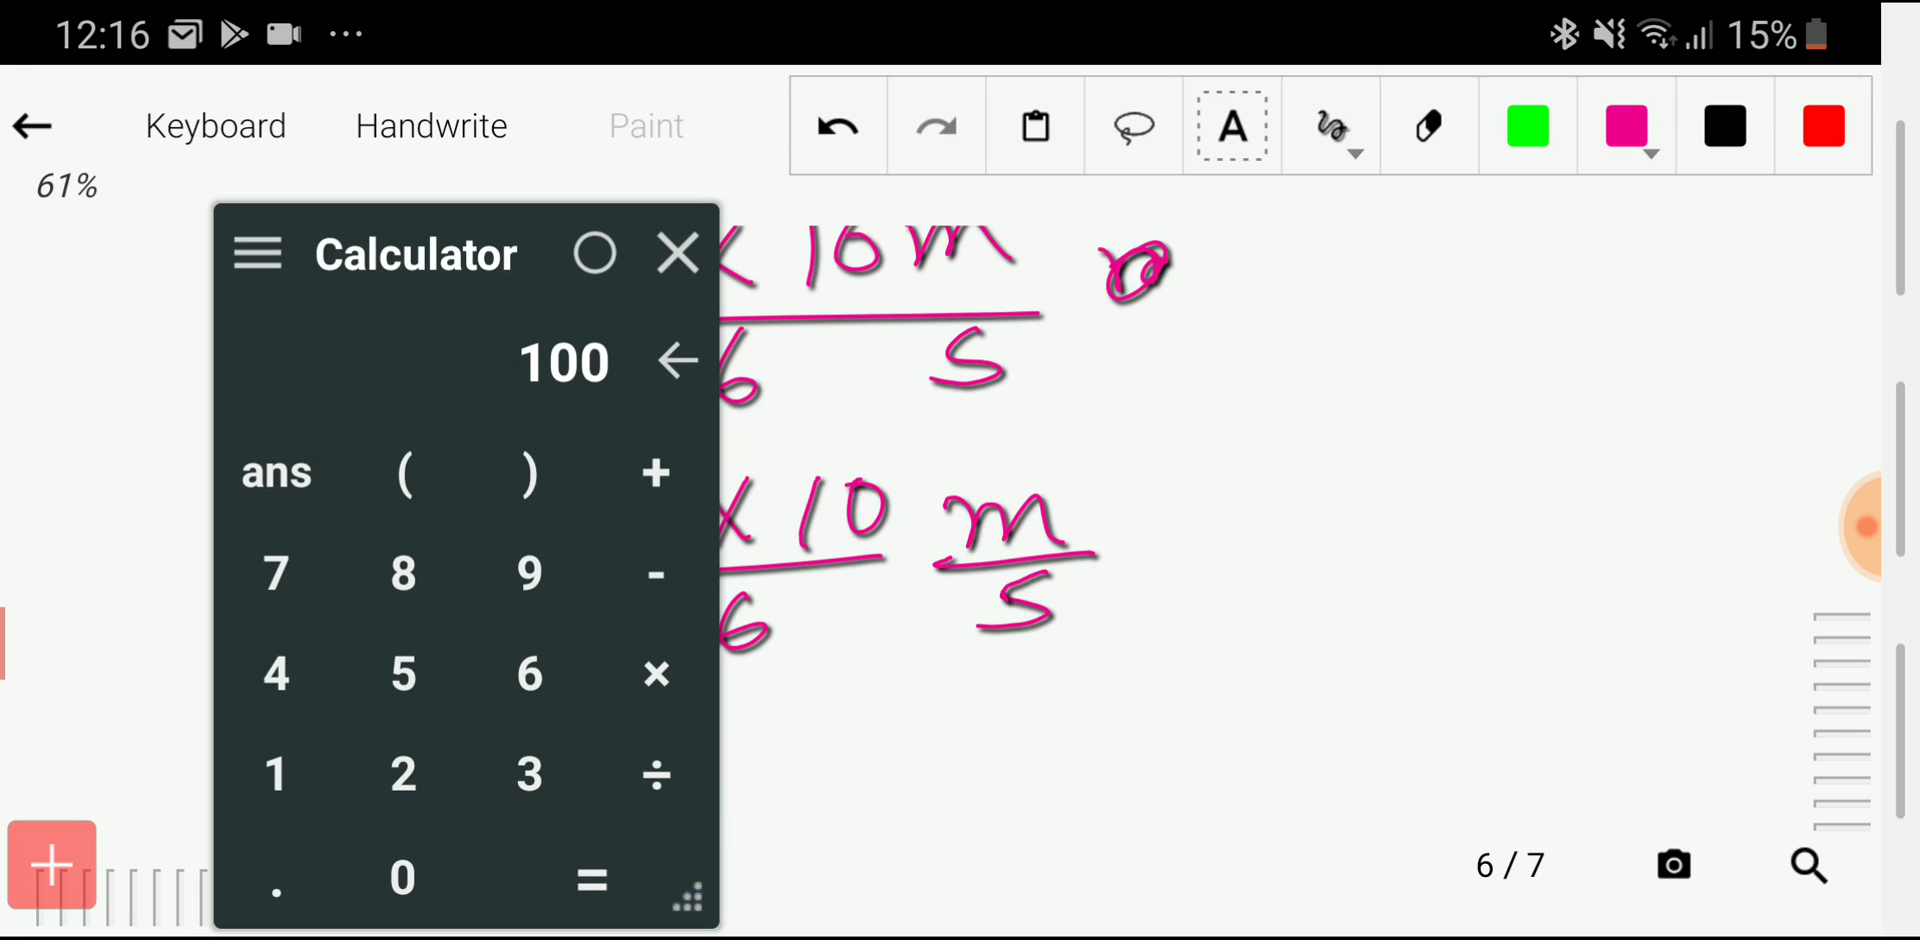 12:16 15%
Keyboard Handwrite Paint A
61%
Calculator
100
ans ( ) +
7 8 9 -
4 5 6 ×
1 2 3 ÷
. 0 =
× 10 m
6 s
× 10 m
6 s
6 / 7